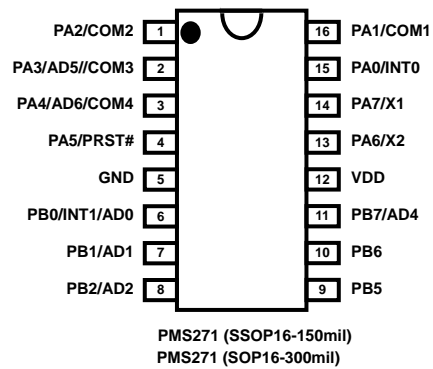 PA2/COM2 1 16 PA1/COM1
PA3/AD5//COM3 2 15 PA0/INT0
PA4/AD6/COM4 3 14 PA7/X1
PA5/PRST# 4 13 PA6/X2
GND 5 12 VDD
PB0/INT1/AD0 6 11 PB7/AD4
PB1/AD1 7 10 PB6
PB2/AD2 8 9 PB5
PMS271 (SSOP16-150mil)
PMS271 (SOP16-300mil)